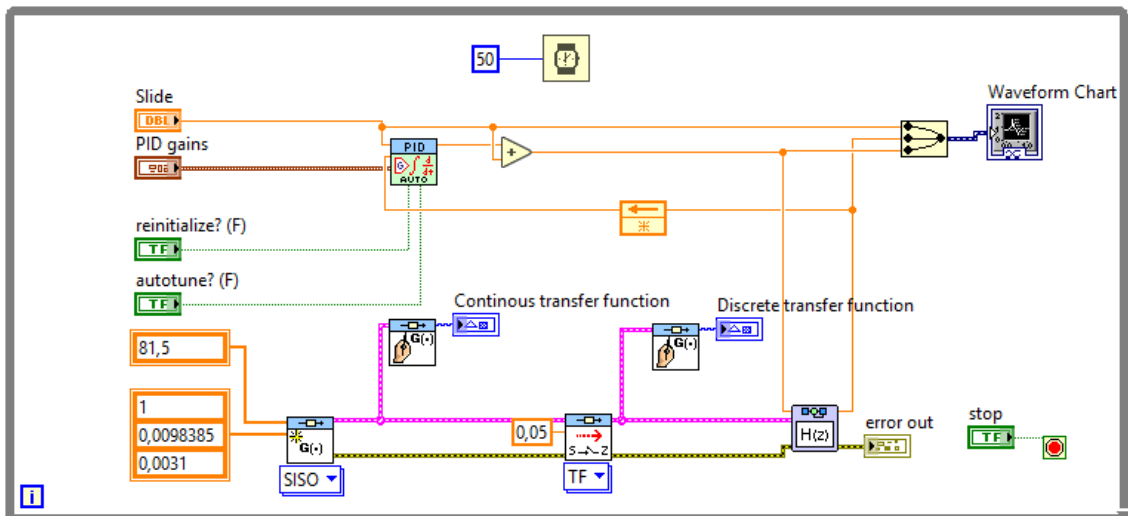 50
Slide
DBL
PID gains
PID
G
d
dt
AUTO
+
Waveform Chart
reinitialize? (F)
TF
autotune? (F)
TF
Continous transfer function
G(•)
Discrete transfer function
G(•)
81,5
1
0,0098385
0,0031
G(•)
SISO
0,05
S Z
TF
H(z)
error out
stop
TF
i